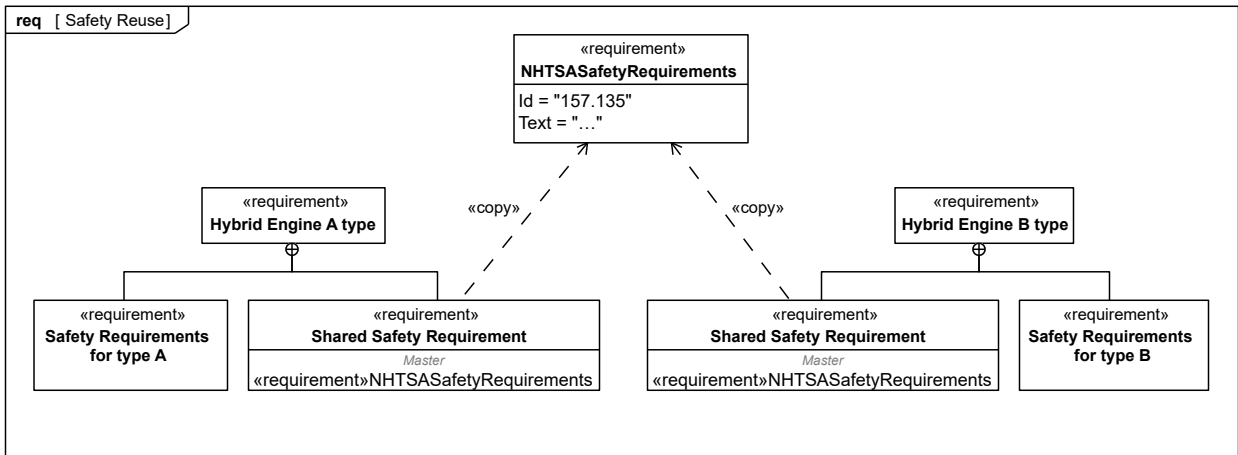 req [ Safety Reuse]
«requirement»
NHTSASafetyRequirements
Id = "157.135"
Text = "…"
«copy»
«copy»
«requirement»
Hybrid Engine A type
«requirement»
Hybrid Engine B type
«requirement»
Safety Requirements
for type A
«requirement»
Shared Safety Requirement
Master
«requirement»NHTSASafetyRequirements
«requirement»
Shared Safety Requirement
Master
«requirement»NHTSASafetyRequirements
«requirement»
Safety Requirements
for type B